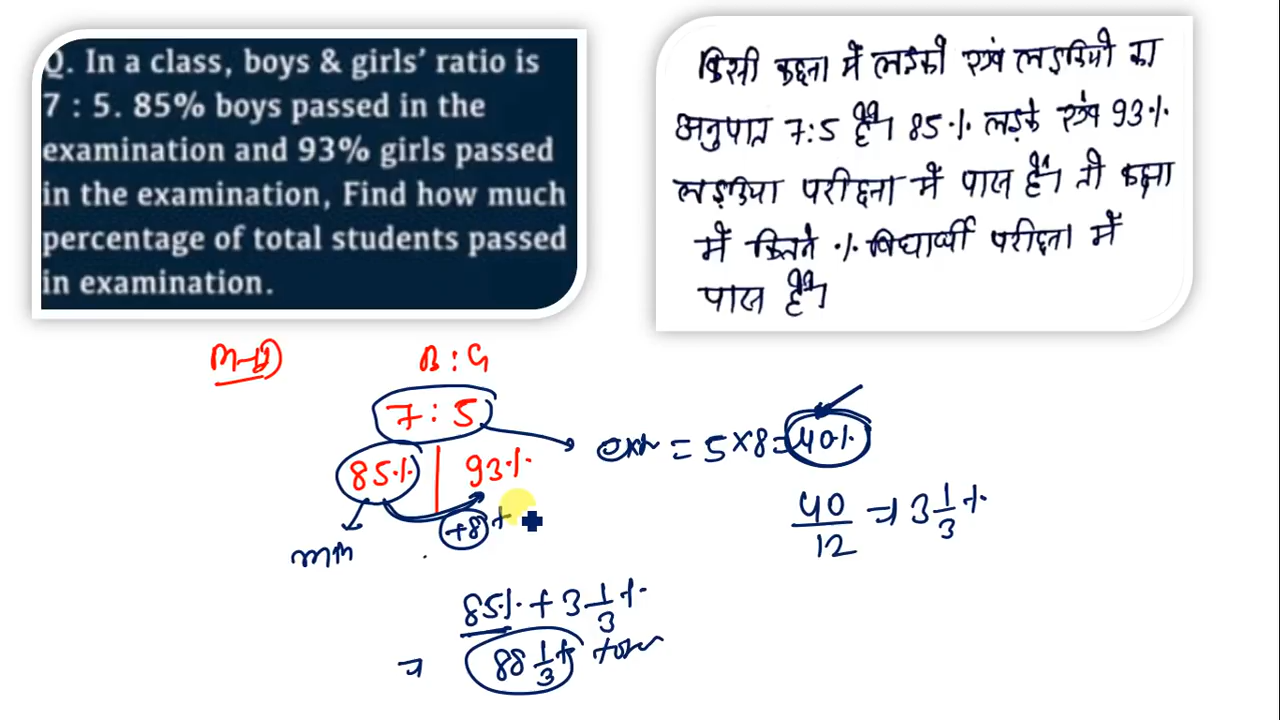 Q. In a class, boys & girls' ratio is
7 : 5. 85% boys passed in the
examination and 93% girls passed
in the examination, Find how much
percentage of total students passed
in examination.
किसी कक्षा में लड़कों एवं लड़कियों का
अनुपात 7:5 है। 85% लड़के एवं 93%
लड़कियां परीक्षा में पास हैं। तो कक्षा
में कितने % विद्यार्थी परीक्षा में
पास हैं।
B : G
7 : 5
= 5 × 8 = 40%
85% | 93%
+8%
40/12 ⇒ 3 1/3 %
85% + 3 1/3 %
⇒ 88 1/3 %